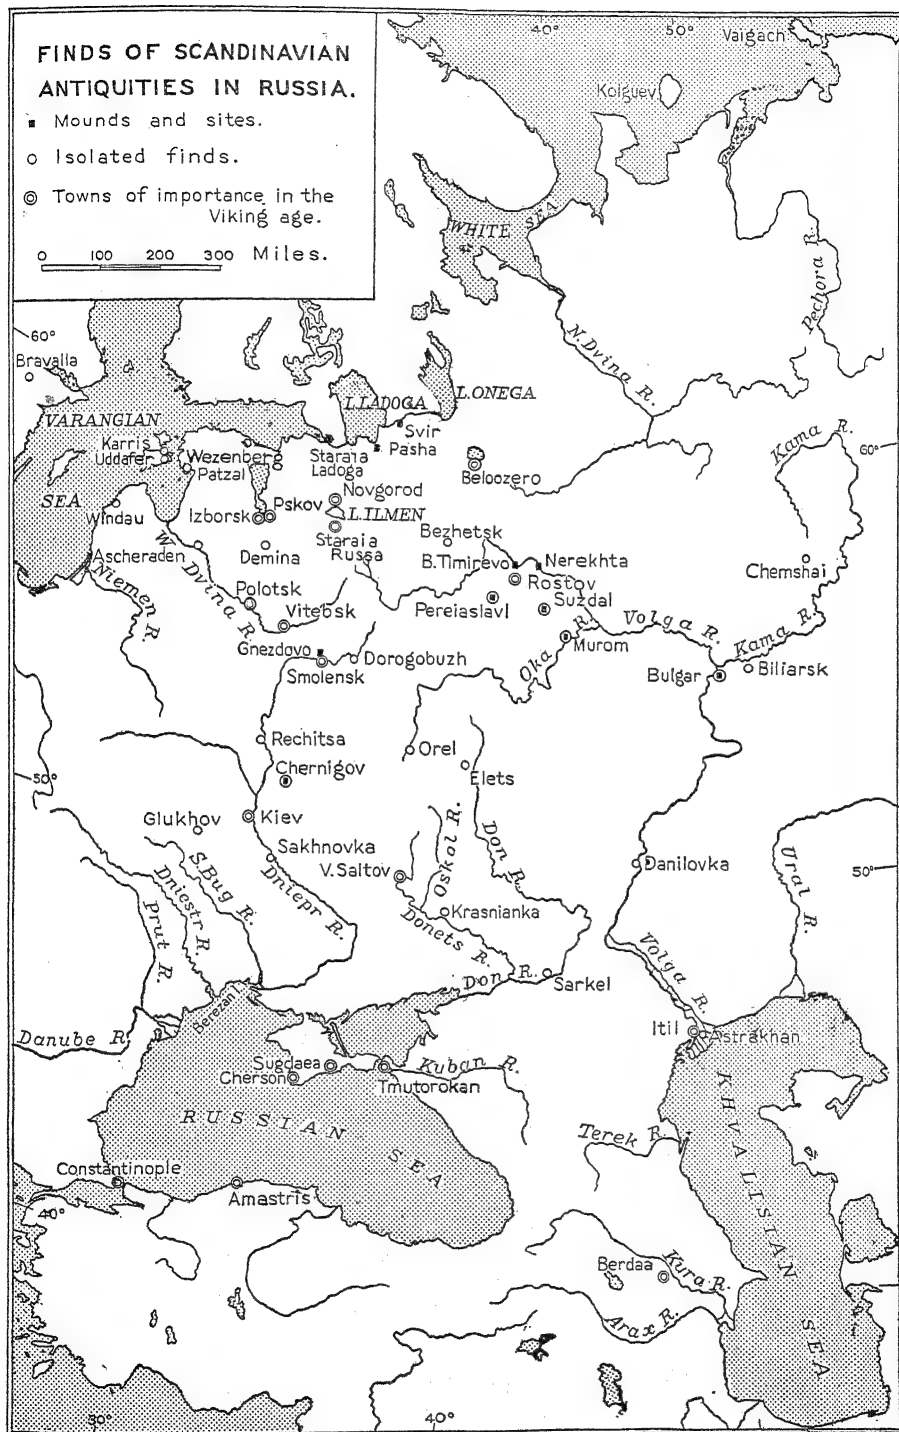 FINDS OF SCANDINAVIAN
ANTIQUITIES IN RUSSIA.
Mounds and sites.
Isolated finds.
Towns of importance in the
Viking age.
0 100 200 300 Miles.
40°
50°
Vaigach
Kolguev
WHITE SEA
Pechora R.
N. Dvina R.
60°
Bravalla
L. LADOGA
L. ONEGA
VARANGIAN
SEA
Svir
Pasha
Karris
Uddafer
Wezenberg
Patzal
Staraia
Ladoga
Beloozero
Kama R.
60°
Novgorod
Pskov
Izborsk
L. ILMEN
Windau
Staraia
Russa
Bezhetsk
Ascheraden
W. Dvina R.
Demina
B. Timirevo
Nerekhta
Rostov
Chemshai
Niemen R.
Polotsk
Pereiaslavl
Suzdal
Vitebsk
Volga R.
Kama R.
Gnezdovo
Smolensk
Dorogobuzh
Oka R.
Murom
Bulgar
Biliarsk
Rechitsa
Orel
Elets
50°
Chernigov
Glukhov
Kiev
Sakhnovka
V. Saltov
Oskol R.
Don R.
Danilovka
Ural R.
50°
S. Bug R.
Dniestr R.
Prut R.
Dniepr R.
Krasnianka
Donets R.
Volga R.
Don R.
Sarkel
Berezan
Danube R.
Itil
Astrakhan
Sugdaea
Cherson
Kuban R.
Tmutorokan
RUSSIAN
SEA
Terek R.
KHVALISIAN
SEA
Constantinople
Amastris
40°
Berdaa
Kura R.
Arax R.
30°
40°